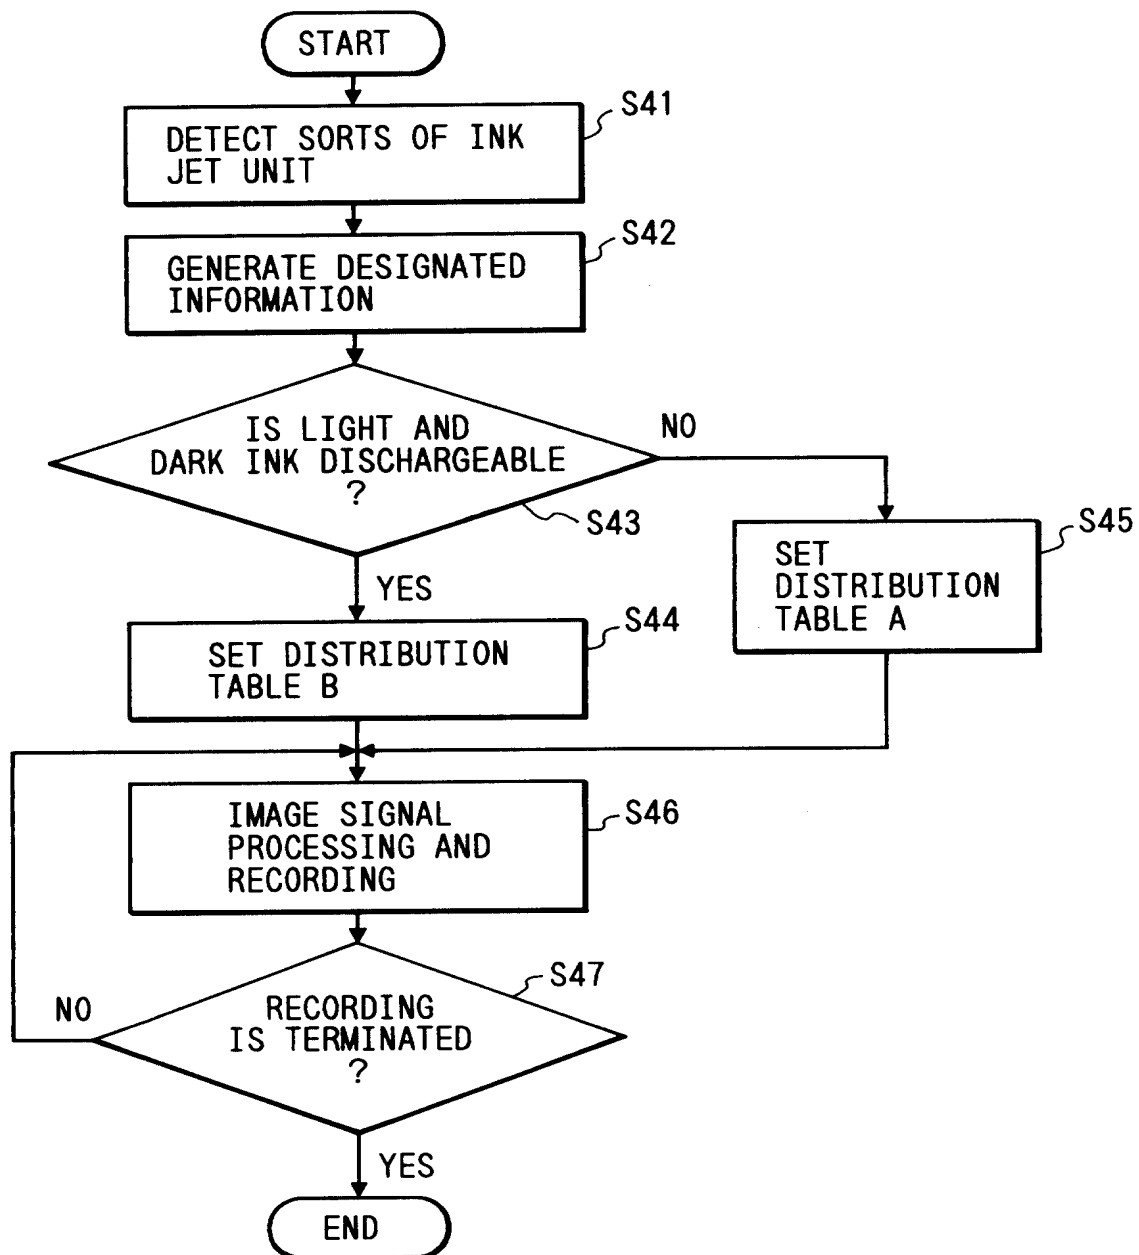 START
S41
DETECT SORTS OF INK
JET UNIT
S42
GENERATE DESIGNATED
INFORMATION
IS LIGHT AND
DARK INK DISCHARGEABLE
?
NO
S43
S45
SET
DISTRIBUTION
TABLE A
YES
S44
SET DISTRIBUTION
TABLE B
S46
IMAGE SIGNAL
PROCESSING AND
RECORDING
S47
RECORDING
IS TERMINATED
?
NO
YES
END